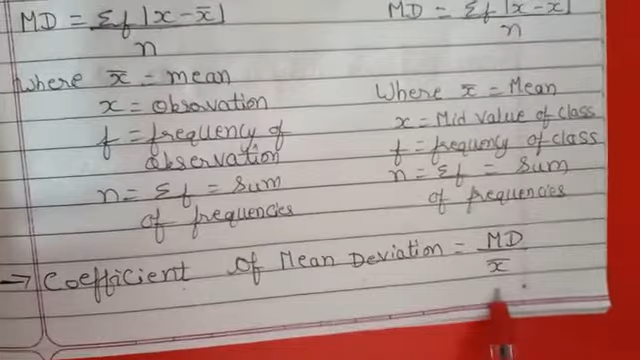 MD = Σf|x - x̄|
n
where x̄ = mean
x = obsravation
f = frequency of
observation
n = Σf = Sum
of frequencies
MD = Σf|x - x̄|
n
Where x̄ = Mean
x = Mid value of class
f = frequency of class
n = Σf = Sum
of frequencies
→ Coefficient of Mean Deviation = MD
x̄